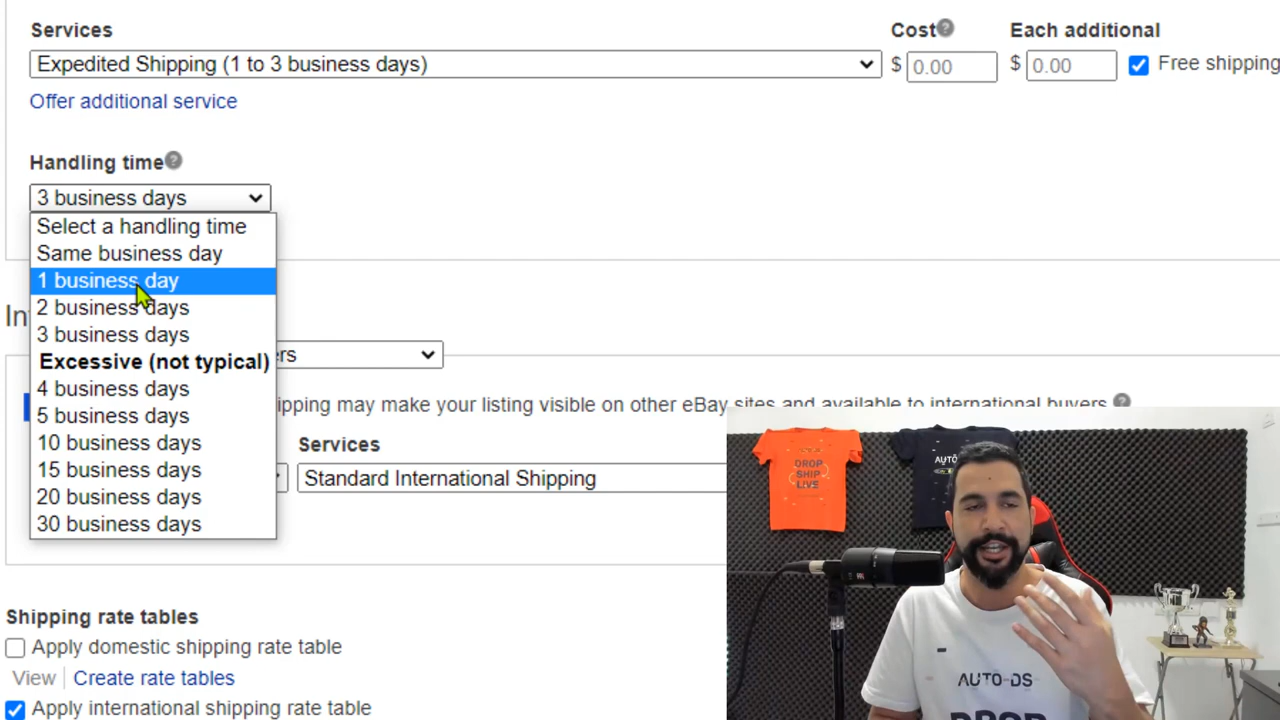 Services
Cost
Each additional
Expedited Shipping (1 to 3 business days)
$ 0.00
$ 0.00
Free shipping
Offer additional service
Handling time
3 business days
Select a handling time
Same business day
1 business day
2 business days
3 business days
Excessive (not typical)
4 business days
5 business days
10 business days
15 business days
20 business days
30 business days
shipping may make your listing visible on other eBay sites and available to international buyers.
Services
Standard International Shipping
Shipping rate tables
Apply domestic shipping rate table
View
Create rate tables
Apply international shipping rate table
DROP
SHIP
LIVE
AUTO-DS
DROP